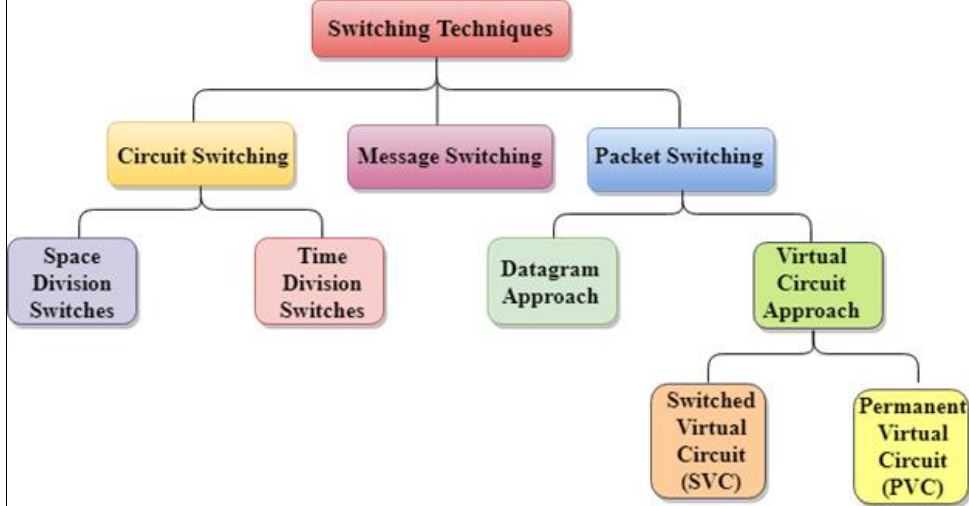 Switching Techniques
Circuit Switching
Message Switching
Packet Switching
Space
Division
Switches
Time
Division
Switches
Datagram
Approach
Virtual
Circuit
Approach
Switched
Virtual
Circuit
(SVC)
Permanent
Virtual
Circuit
(PVC)